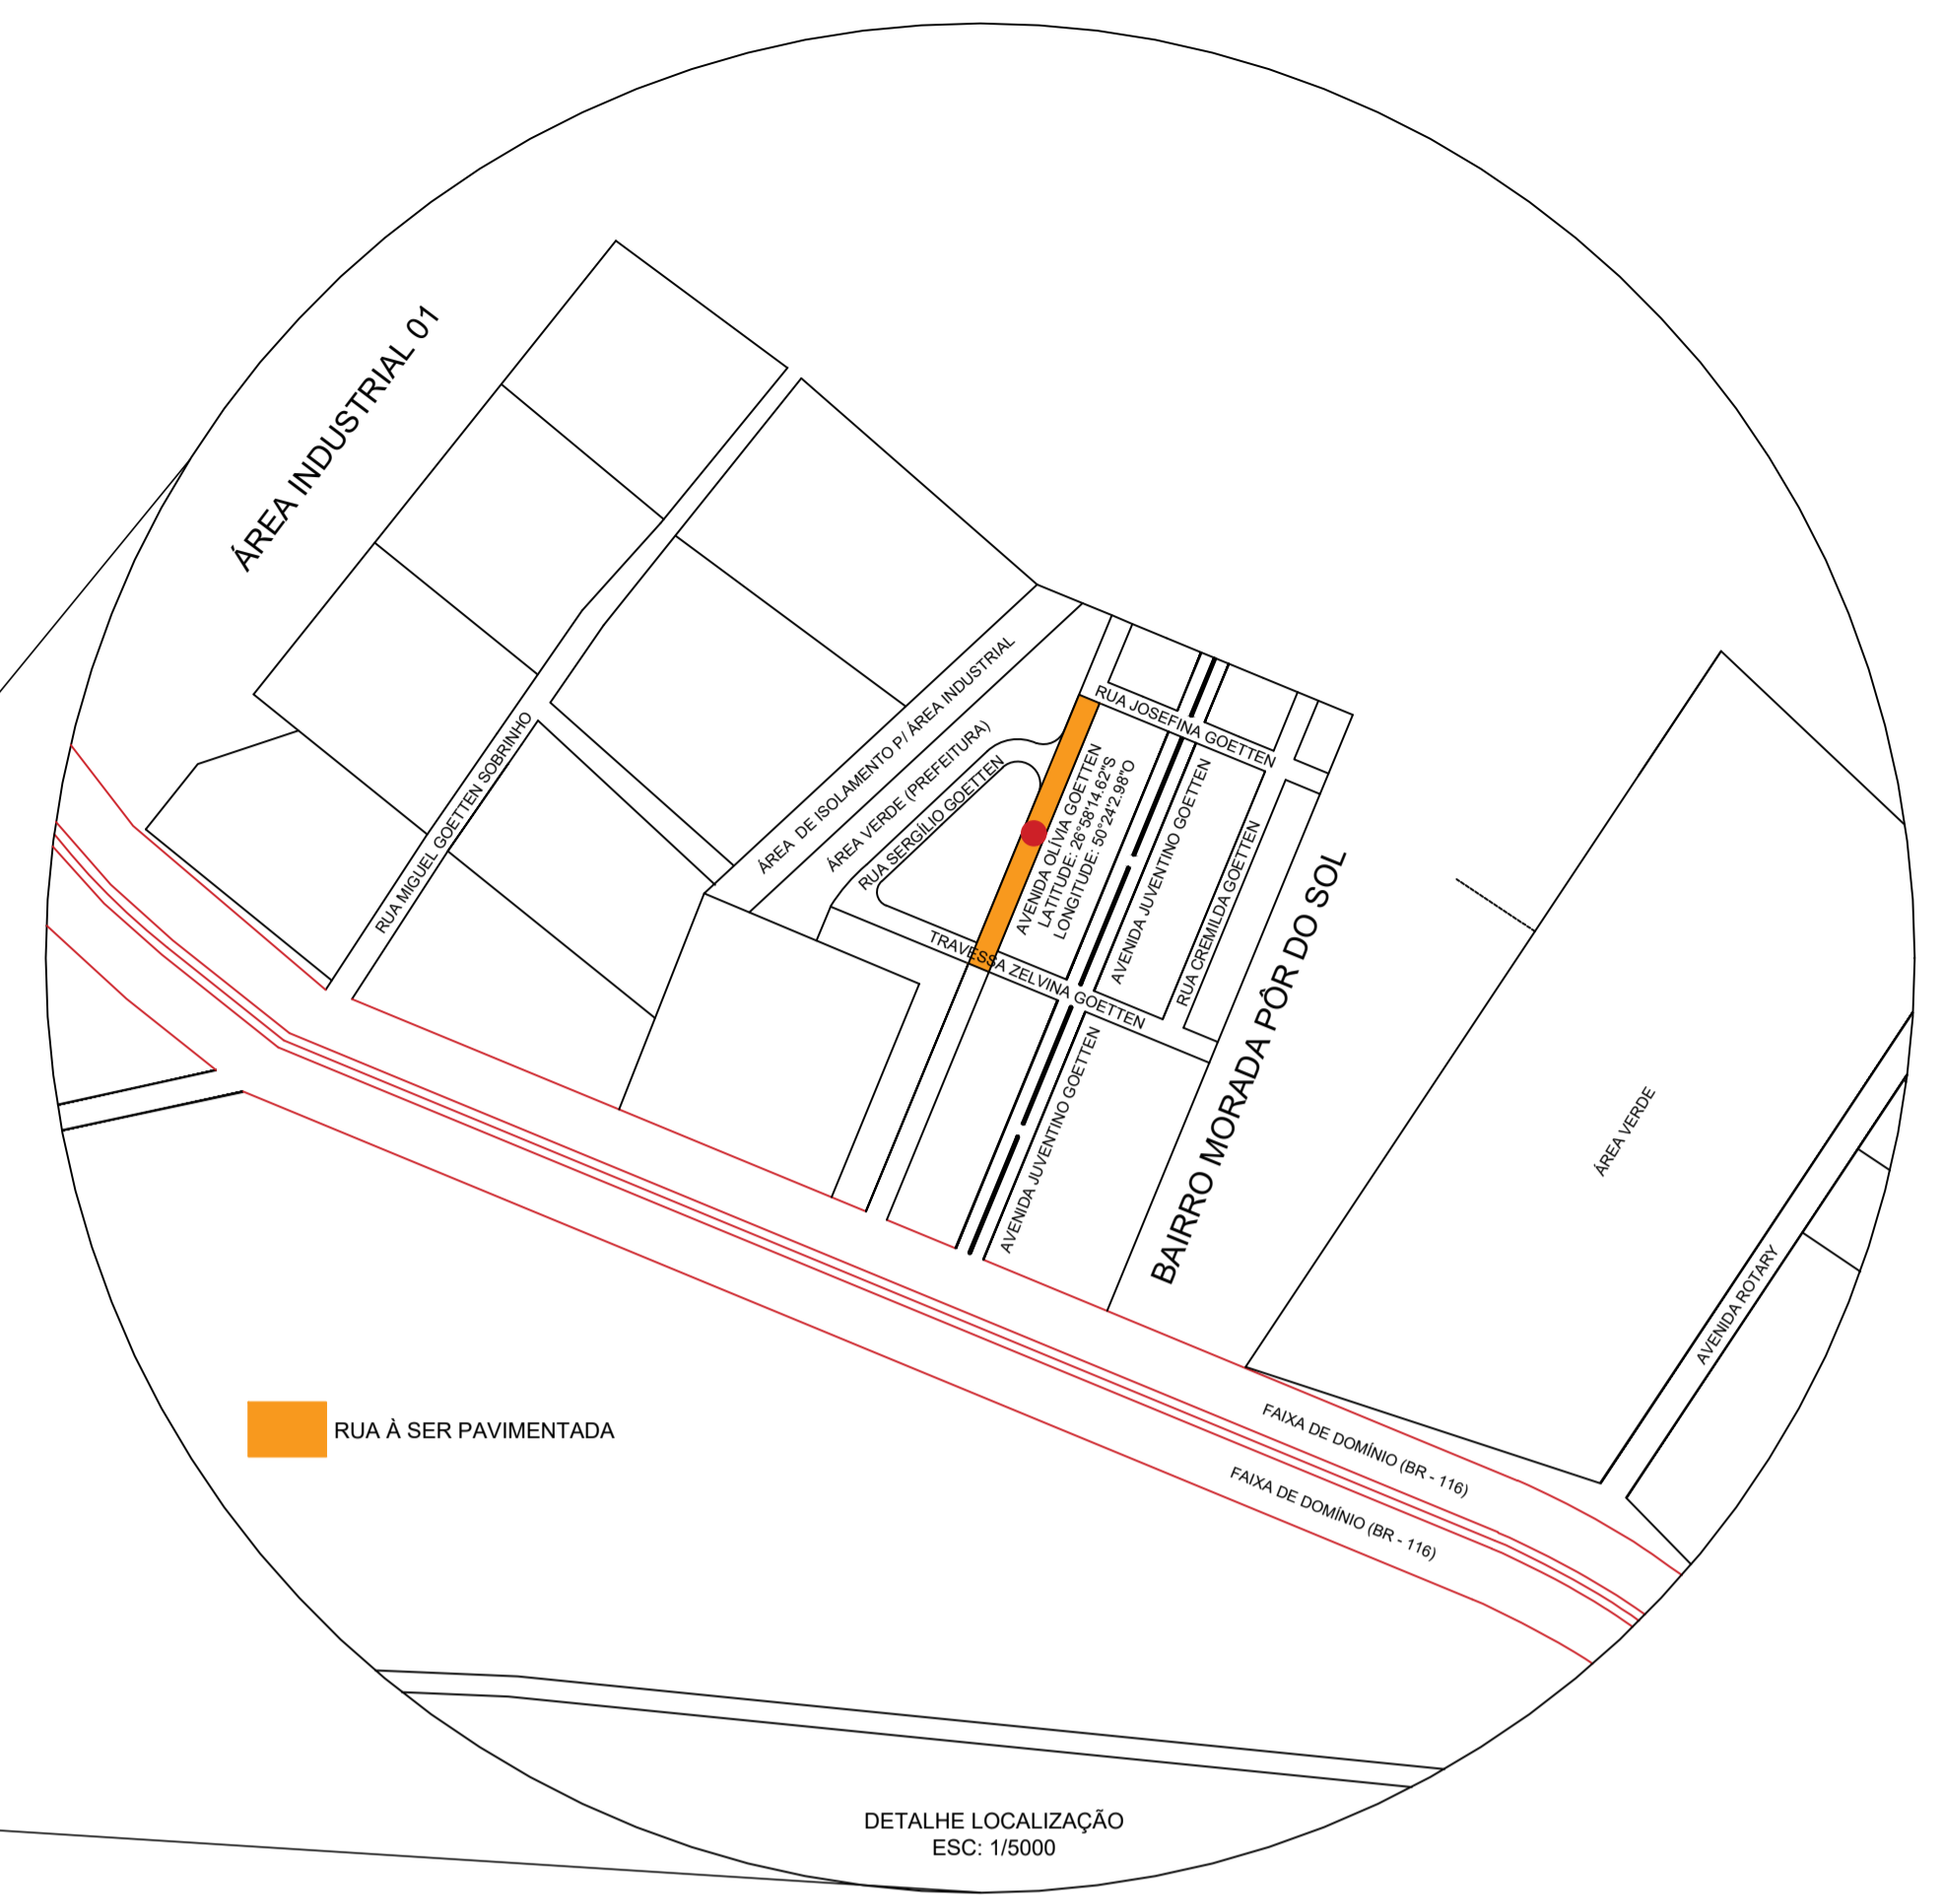 ÁREA INDUSTRIAL 01
RUA MIGUEL GOETTEN SOBRINHO
ÁREA DE ISOLAMENTO P/ ÁREA INDUSTRIAL
ÁREA VERDE (PREFEITURA)
RUA SERGÍLIO GOETTEN
RUA JOSEFINA GOETTEN
AVENIDA OLÍVIA GOETTEN
LATITUDE: 26°58'14.62"S
LONGITUDE: 50°24'2.98"O
AVENIDA JUVENTINO GOETTEN
RUA CREMILDA GOETTEN
TRAVESSA ZELVINA GOETTEN
AVENIDA JUVENTINO GOETTEN
BAIRRO MORADA PÔR DO SOL
ÁREA VERDE
AVENIDA ROTARY
FAIXA DE DOMÍNIO (BR - 116)
FAIXA DE DOMÍNIO (BR - 116)
RUA À SER PAVIMENTADA
DETALHE LOCALIZAÇÃO
ESC: 1/5000